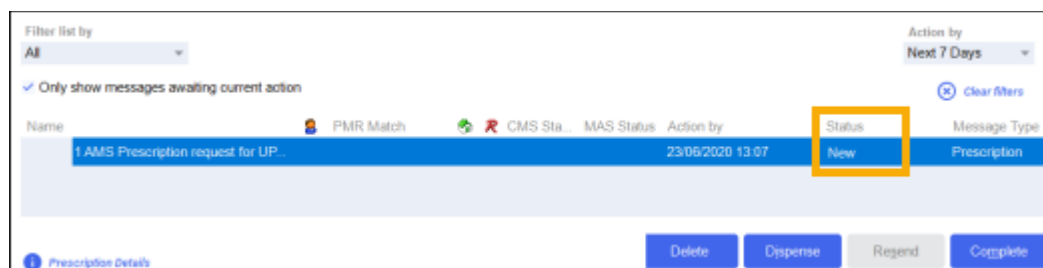 Filter list by Action by
All Next 7 Days
Only show messages awaiting current action
Clear filters
Name PMR Match CMS Sta... MAS Status Action by Status Message Type
1 AMS Prescription request for UP... 23/06/2020 13:07 New Prescription
Delete Dispense Resend Complete
Prescription Details